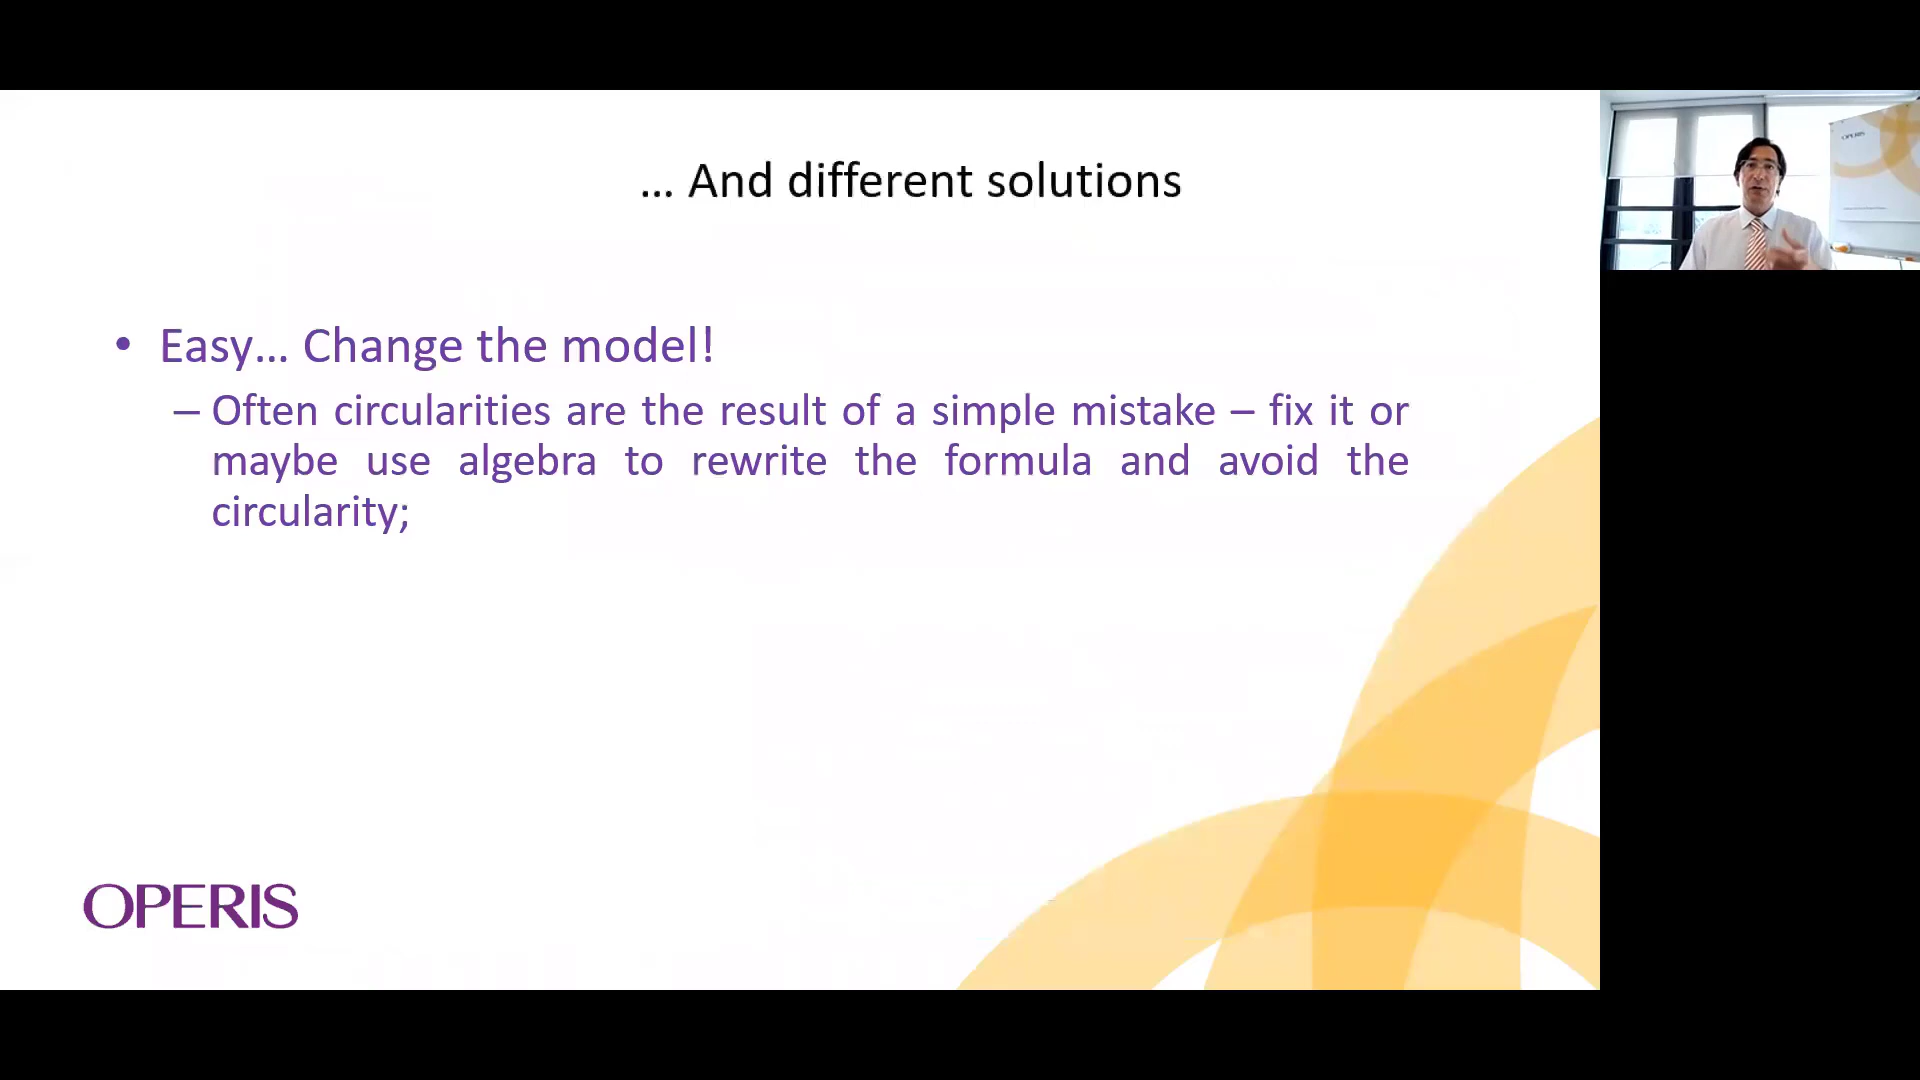 ... And different solutions
• Easy... Change the model!
– Often circularities are the result of a simple mistake – fix it or
maybe use algebra to rewrite the formula and avoid the
circularity;
OPERIS
OPERIS